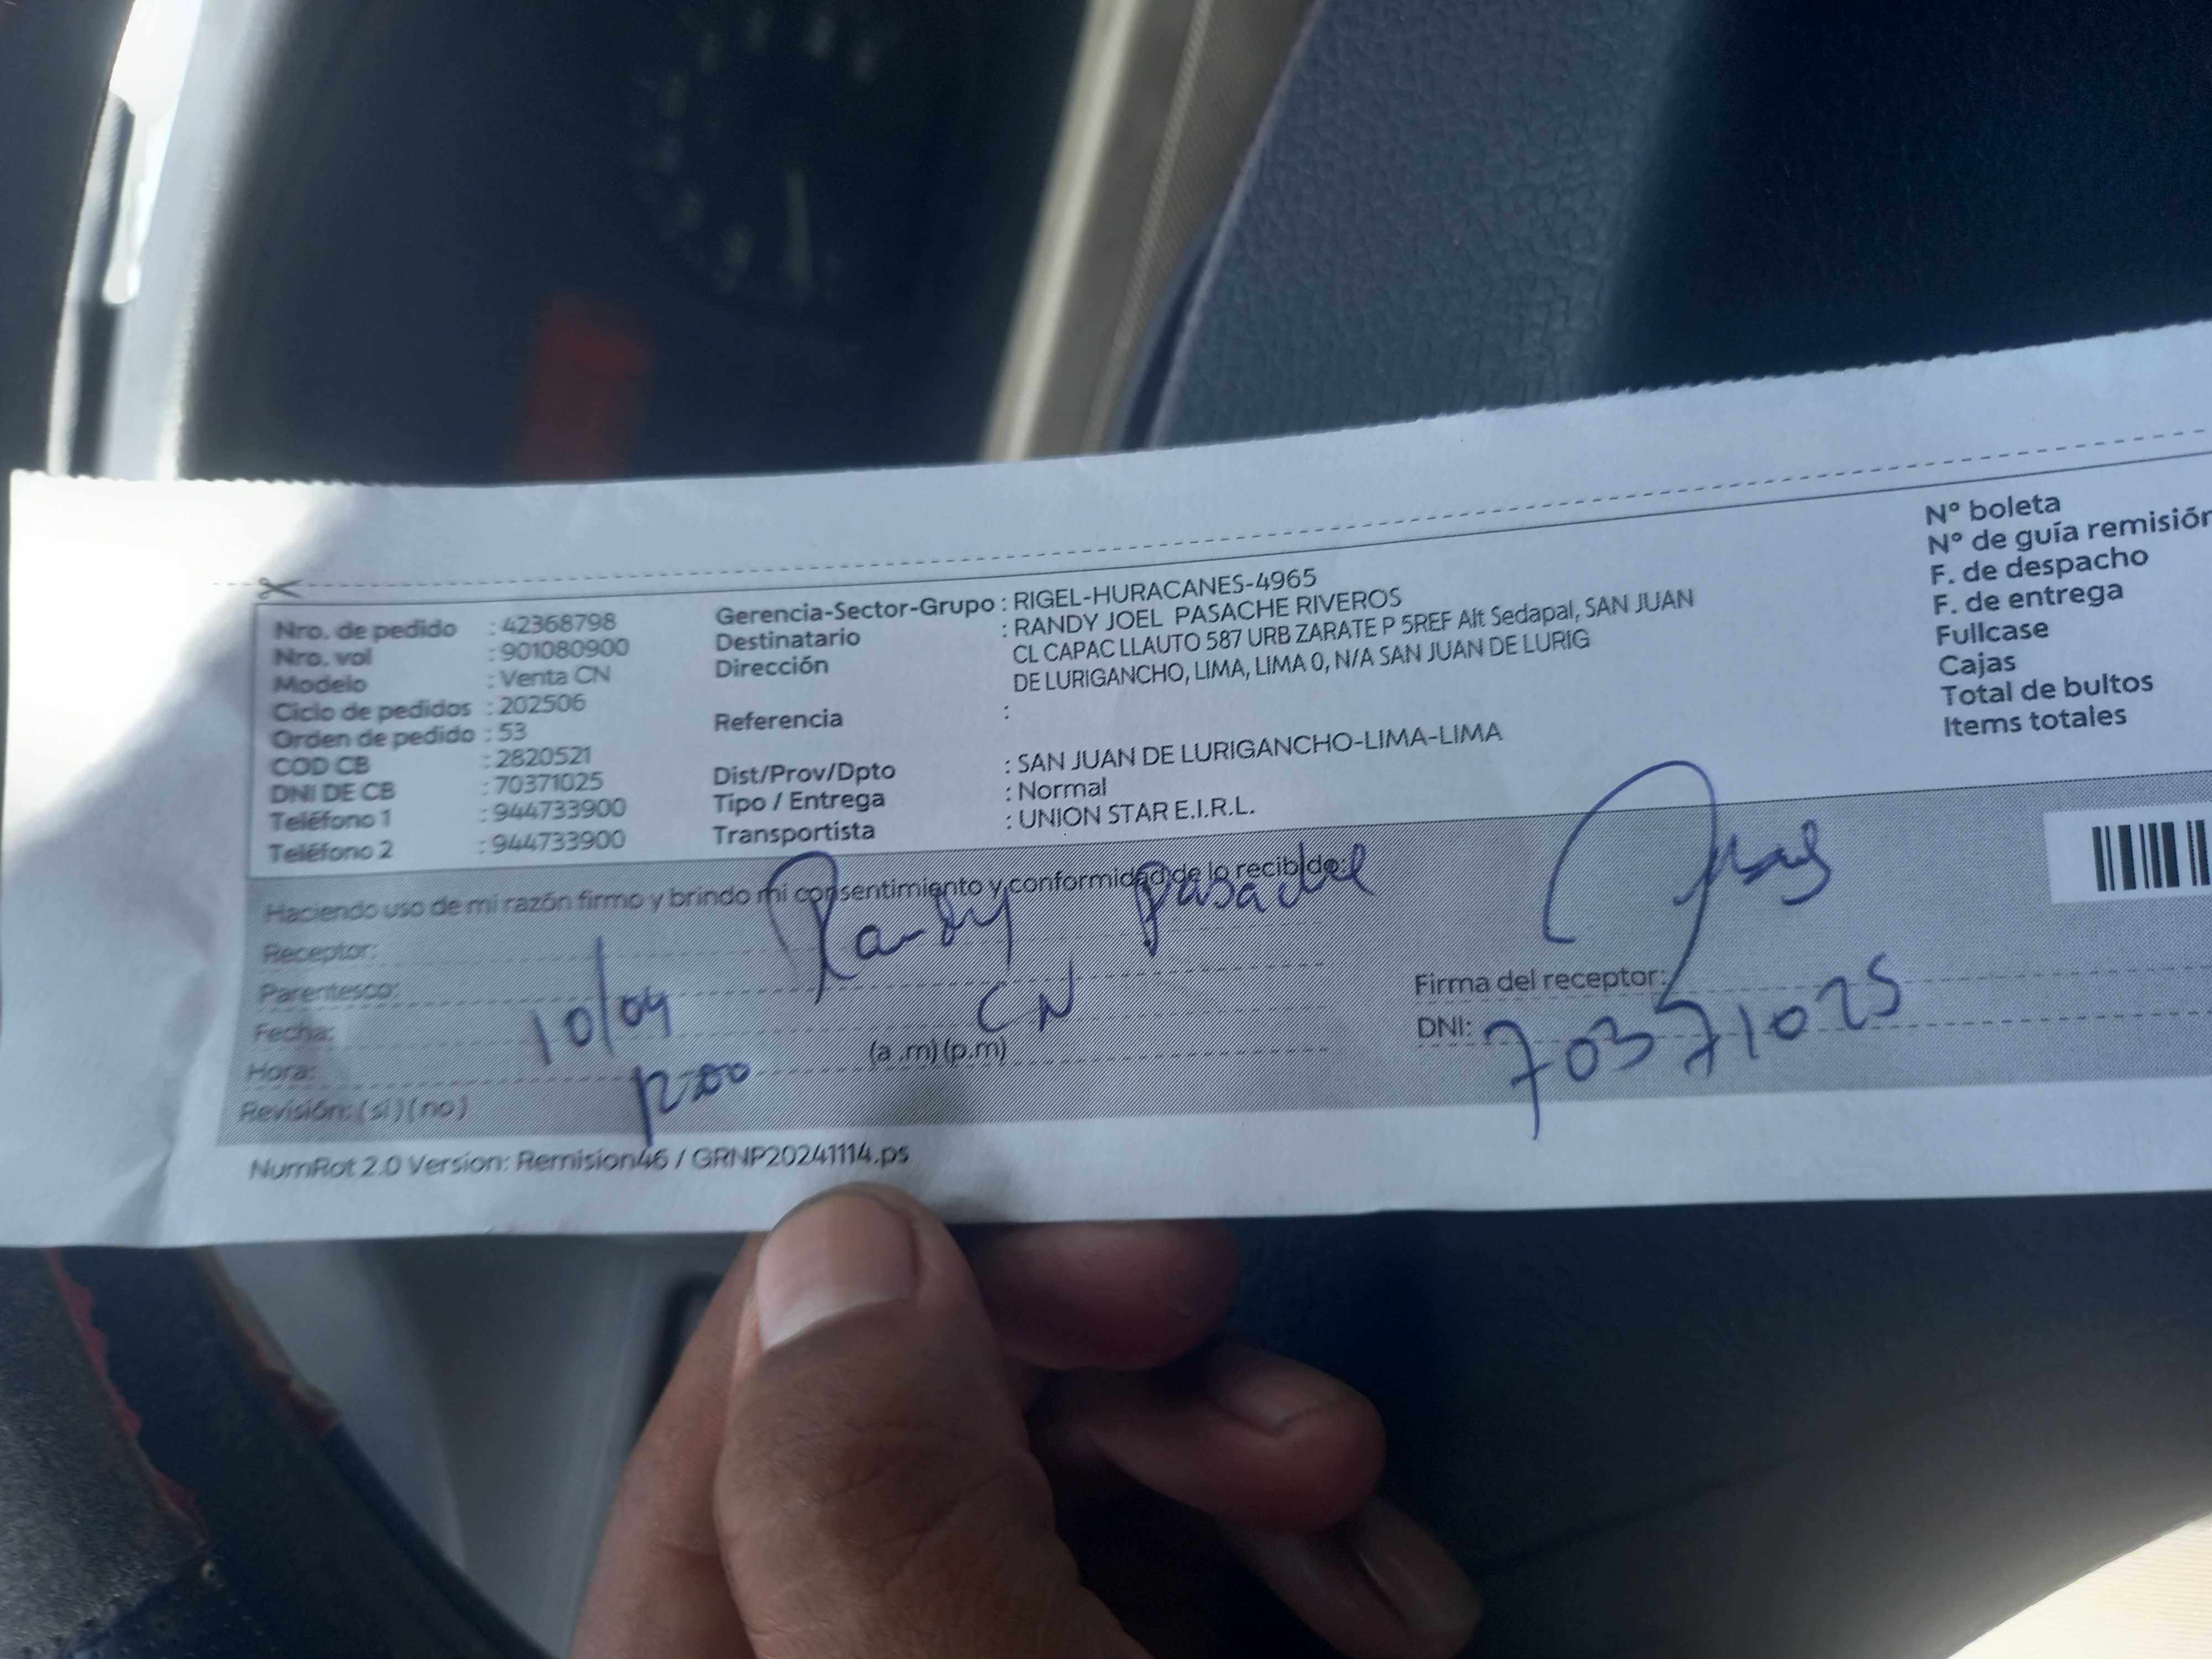 Nro. de pedido : 42368798
Nro. vol : 901080900
Modelo : Venta CN
Ciclo de pedidos : 202506
Orden de pedido : 53
COD CB : 2820521
DNI DE CB : 70371025
Teléfono 1 : 944733900
Teléfono 2 : 944733900
Gerencia-Sector-Grupo : RIGEL-HURACANES-4965
Destinatario : RANDY JOEL PASACHE RIVEROS
Dirección CL CAPAC LLAUTO 587 URB ZARATE P 5REF Alt Sedapal, SAN JUAN
DE LURIGANCHO, LIMA, LIMA 0, N/A SAN JUAN DE LURIG
Referencia :
Dist/Prov/Dpto : SAN JUAN DE LURIGANCHO-LIMA-LIMA
Tipo / Entrega : Normal
Transportista : UNION STAR E.I.R.L.
N° boleta
N° de guía remisión
F. de despacho
F. de entrega
Fullcase
Cajas
Total de bultos
Items totales
Haciendo uso de mi razón firmo y brindo mi consentimiento y conformidad de lo recibido:
Receptor: Randy Pasache
Parentesco: CN
Fecha: 10/04
Hora: 12:00 (a .m) (p.m)
Revisión: (si) (no)
Firma del receptor:
DNI: 70371025
NumRot 2.0 Version: Remision46 / GRNP20241114.ps